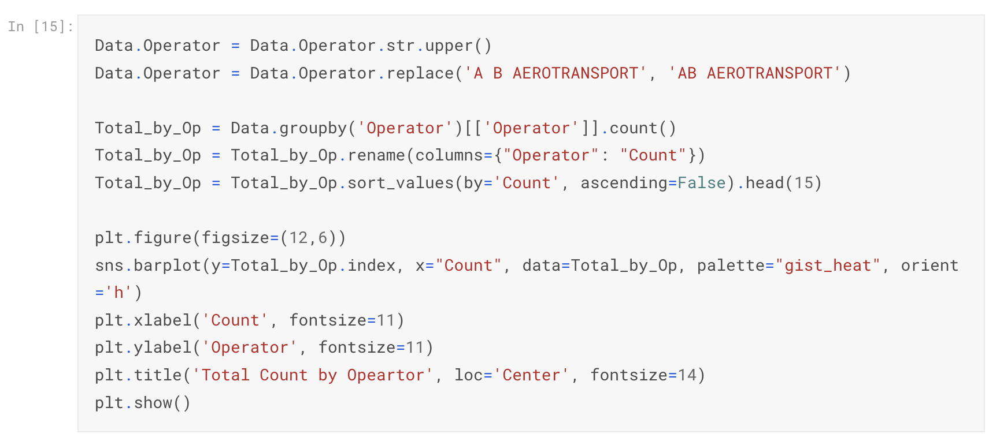 In [15]:
Data.Operator = Data.Operator.str.upper()
Data.Operator = Data.Operator.replace('A B AEROTRANSPORT', 'AB AEROTRANSPORT')
Total_by_Op = Data.groupby('Operator')[['Operator']].count()
Total_by_Op = Total_by_Op.rename(columns={"Operator": "Count"})
Total_by_Op = Total_by_Op.sort_values(by='Count', ascending=False).head(15)
plt.figure(figsize=(12,6))
sns.barplot(y=Total_by_Op.index, x="Count", data=Total_by_Op, palette="gist_heat", orient
='h')
plt.xlabel('Count', fontsize=11)
plt.ylabel('Operator', fontsize=11)
plt.title('Total Count by Opeartor', loc='Center', fontsize=14)
plt.show()